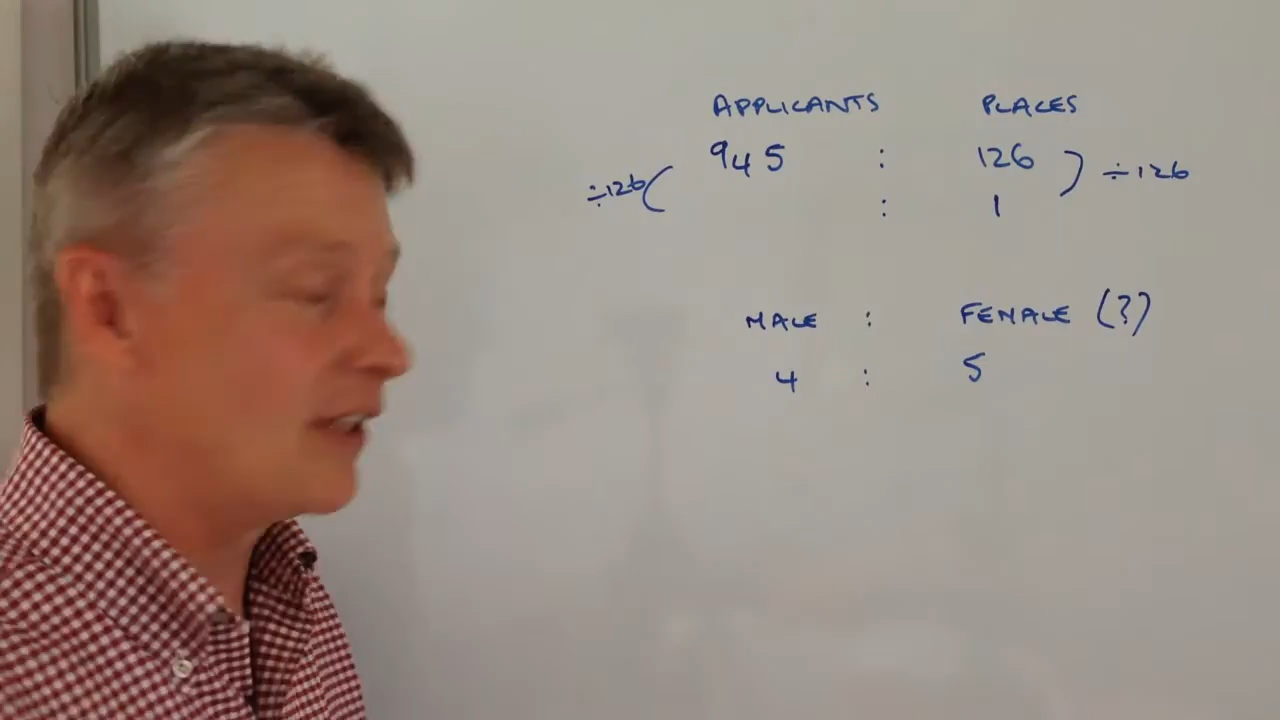 APPLICANTS PLACES
945 : 126
÷126 ( ) ÷126
: 1
MALE : FEMALE (?)
4 : 5